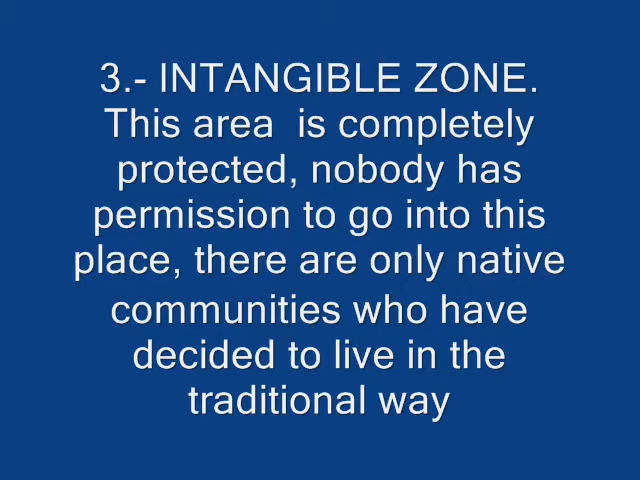 3.- INTANGIBLE ZONE.
This area  is completely
protected, nobody has
permission to go into this
place, there are only native
communities who have
decided to live in the
traditional way